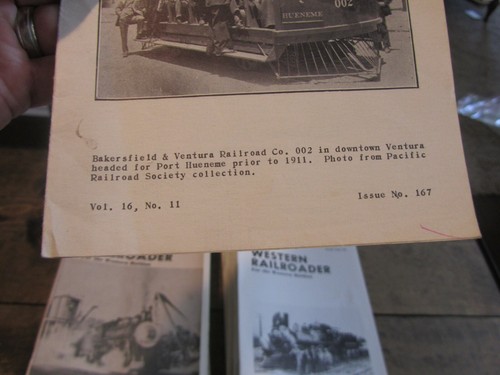 002
HUENEME
Bakersfield & Ventura Railroad Co. 002 in downtown Ventura
headed for Port Hueneme prior to 1911. Photo from Pacific
Railroad Society collection.
Vol. 16, No. 11
Issue No. 167
RAILROADER
WESTERN
RAILROADER